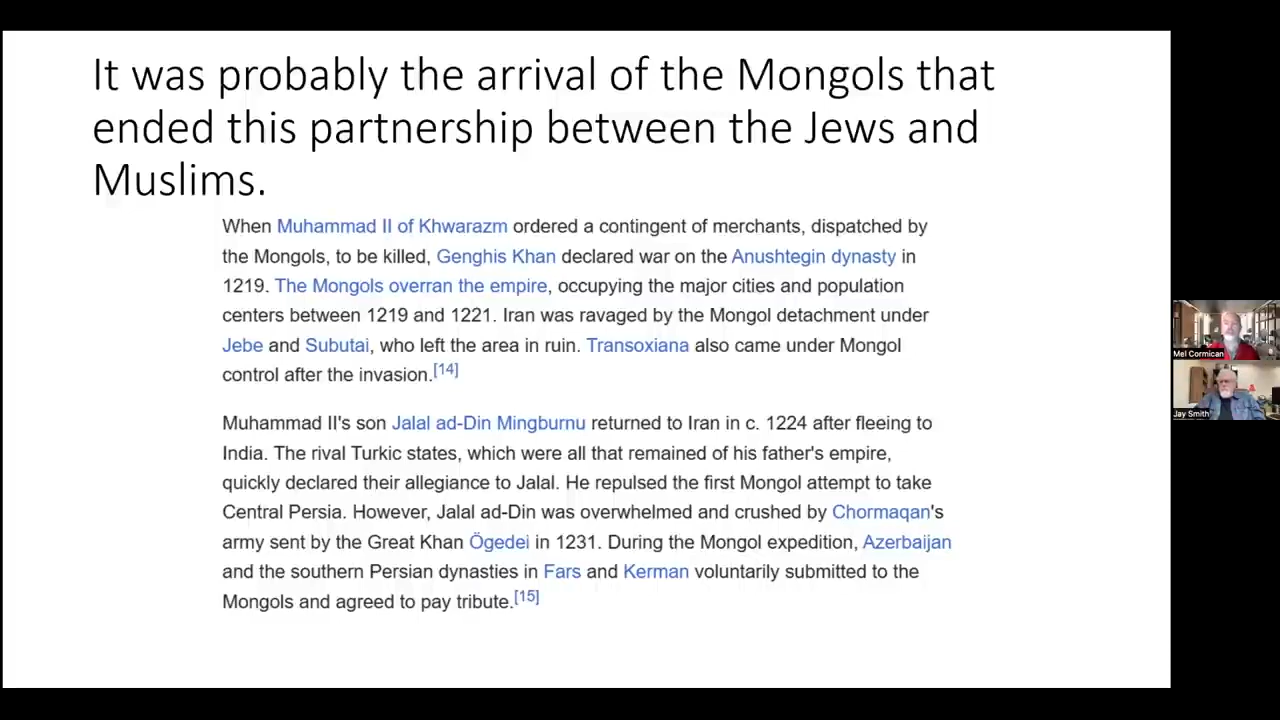 It was probably the arrival of the Mongols that
ended this partnership between the Jews and
Muslims.
When Muhammad II of Khwarazm ordered a contingent of merchants, dispatched by
the Mongols, to be killed, Genghis Khan declared war on the Anushtegin dynasty in
1219. The Mongols overran the empire, occupying the major cities and population
centers between 1219 and 1221. Iran was ravaged by the Mongol detachment under
Jebe and Subutai, who left the area in ruin. Transoxiana also came under Mongol
control after the invasion.[14]
Muhammad II's son Jalal ad-Din Mingburnu returned to Iran in c. 1224 after fleeing to
India. The rival Turkic states, which were all that remained of his father's empire,
quickly declared their allegiance to Jalal. He repulsed the first Mongol attempt to take
Central Persia. However, Jalal ad-Din was overwhelmed and crushed by Chormaqan's
army sent by the Great Khan Ögedei in 1231. During the Mongol expedition, Azerbaijan
and the southern Persian dynasties in Fars and Kerman voluntarily submitted to the
Mongols and agreed to pay tribute.[15]
Mel Cormican
Jay Smith